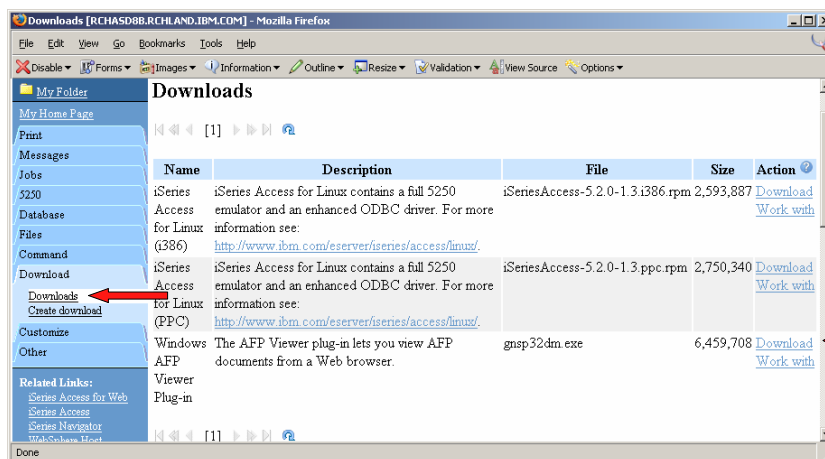 Downloads [RCHASD8B.RCHLAND.IBM.COM] - Mozilla Firefox
File Edit View Go Bookmarks Tools Help
Disable Forms Images Information Outline Resize Validation View Source Options
My Folder
My Home Page
Print
Messages
Jobs
5250
Database
Files
Command
Download
Downloads
Create download
Customize
Other
Related Links:
iSeries Access for Web
iSeries Access
iSeries Navigator
WebSphere Host
Downloads
[1]
Name Description File Size Action
iSeries Access for Linux (i386)
iSeries Access for Linux contains a full 5250
emulator and an enhanced ODBC driver. For more
information see:
http://www.ibm.com/eserver/iseries/access/linux/.
iSeriesAccess-5.2.0-1.3.i386.rpm 2,593,887 Download
Work with
iSeries Access for Linux (PPC)
iSeries Access for Linux contains a full 5250
emulator and an enhanced ODBC driver. For more
information see:
http://www.ibm.com/eserver/iseries/access/linux/.
iSeriesAccess-5.2.0-1.3.ppc.rpm 2,750,340 Download
Work with
Windows AFP Viewer Plug-in
The AFP Viewer plug-in lets you view AFP
documents from a Web browser.
gnsp32dm.exe 6,459,708 Download
Work with
[1]
Done